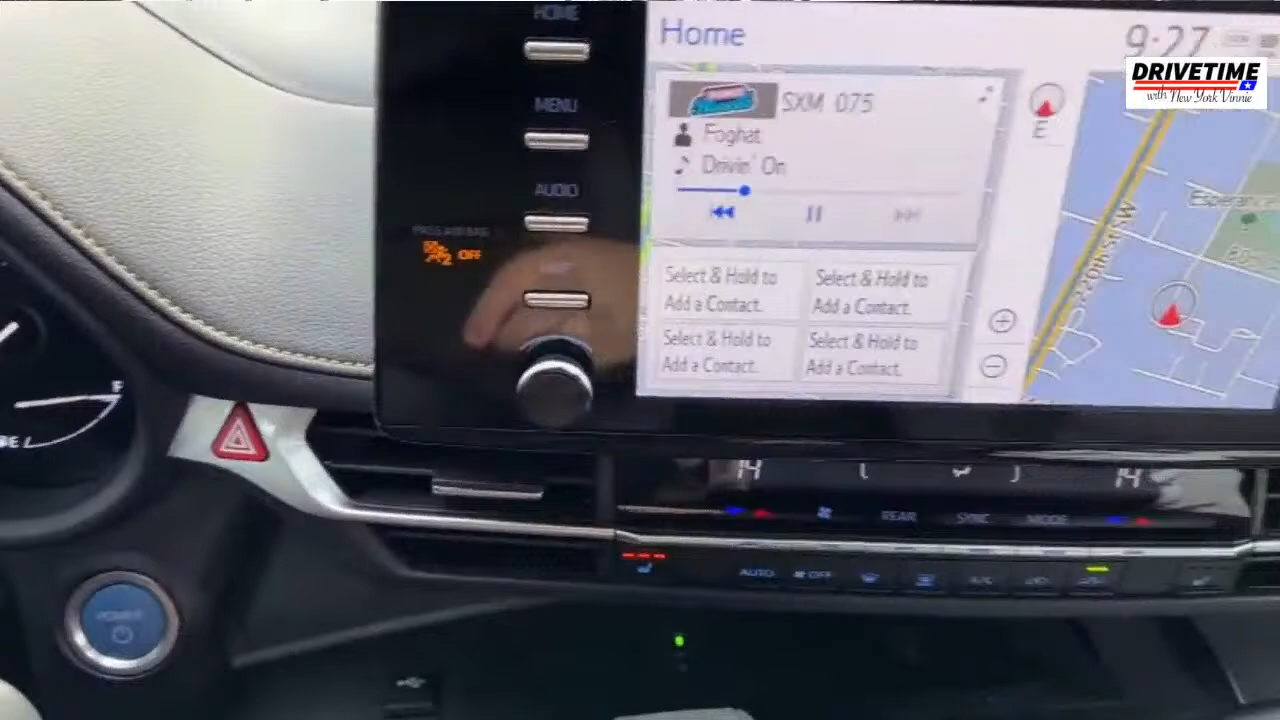 HOME
Home
9:27
DRIVETIME
with New York Vinnie
MENU
SXM 075
Foghat
E
AUDIO
Drivin' On
OFF
Select & Hold to
Add a Contact.
Select & Hold to
Add a Contact.
Select & Hold to
Add a Contact.
Select & Hold to
Add a Contact.
F
14
14
REAR
SYNC
MODE
AUTO
OFF
POWER